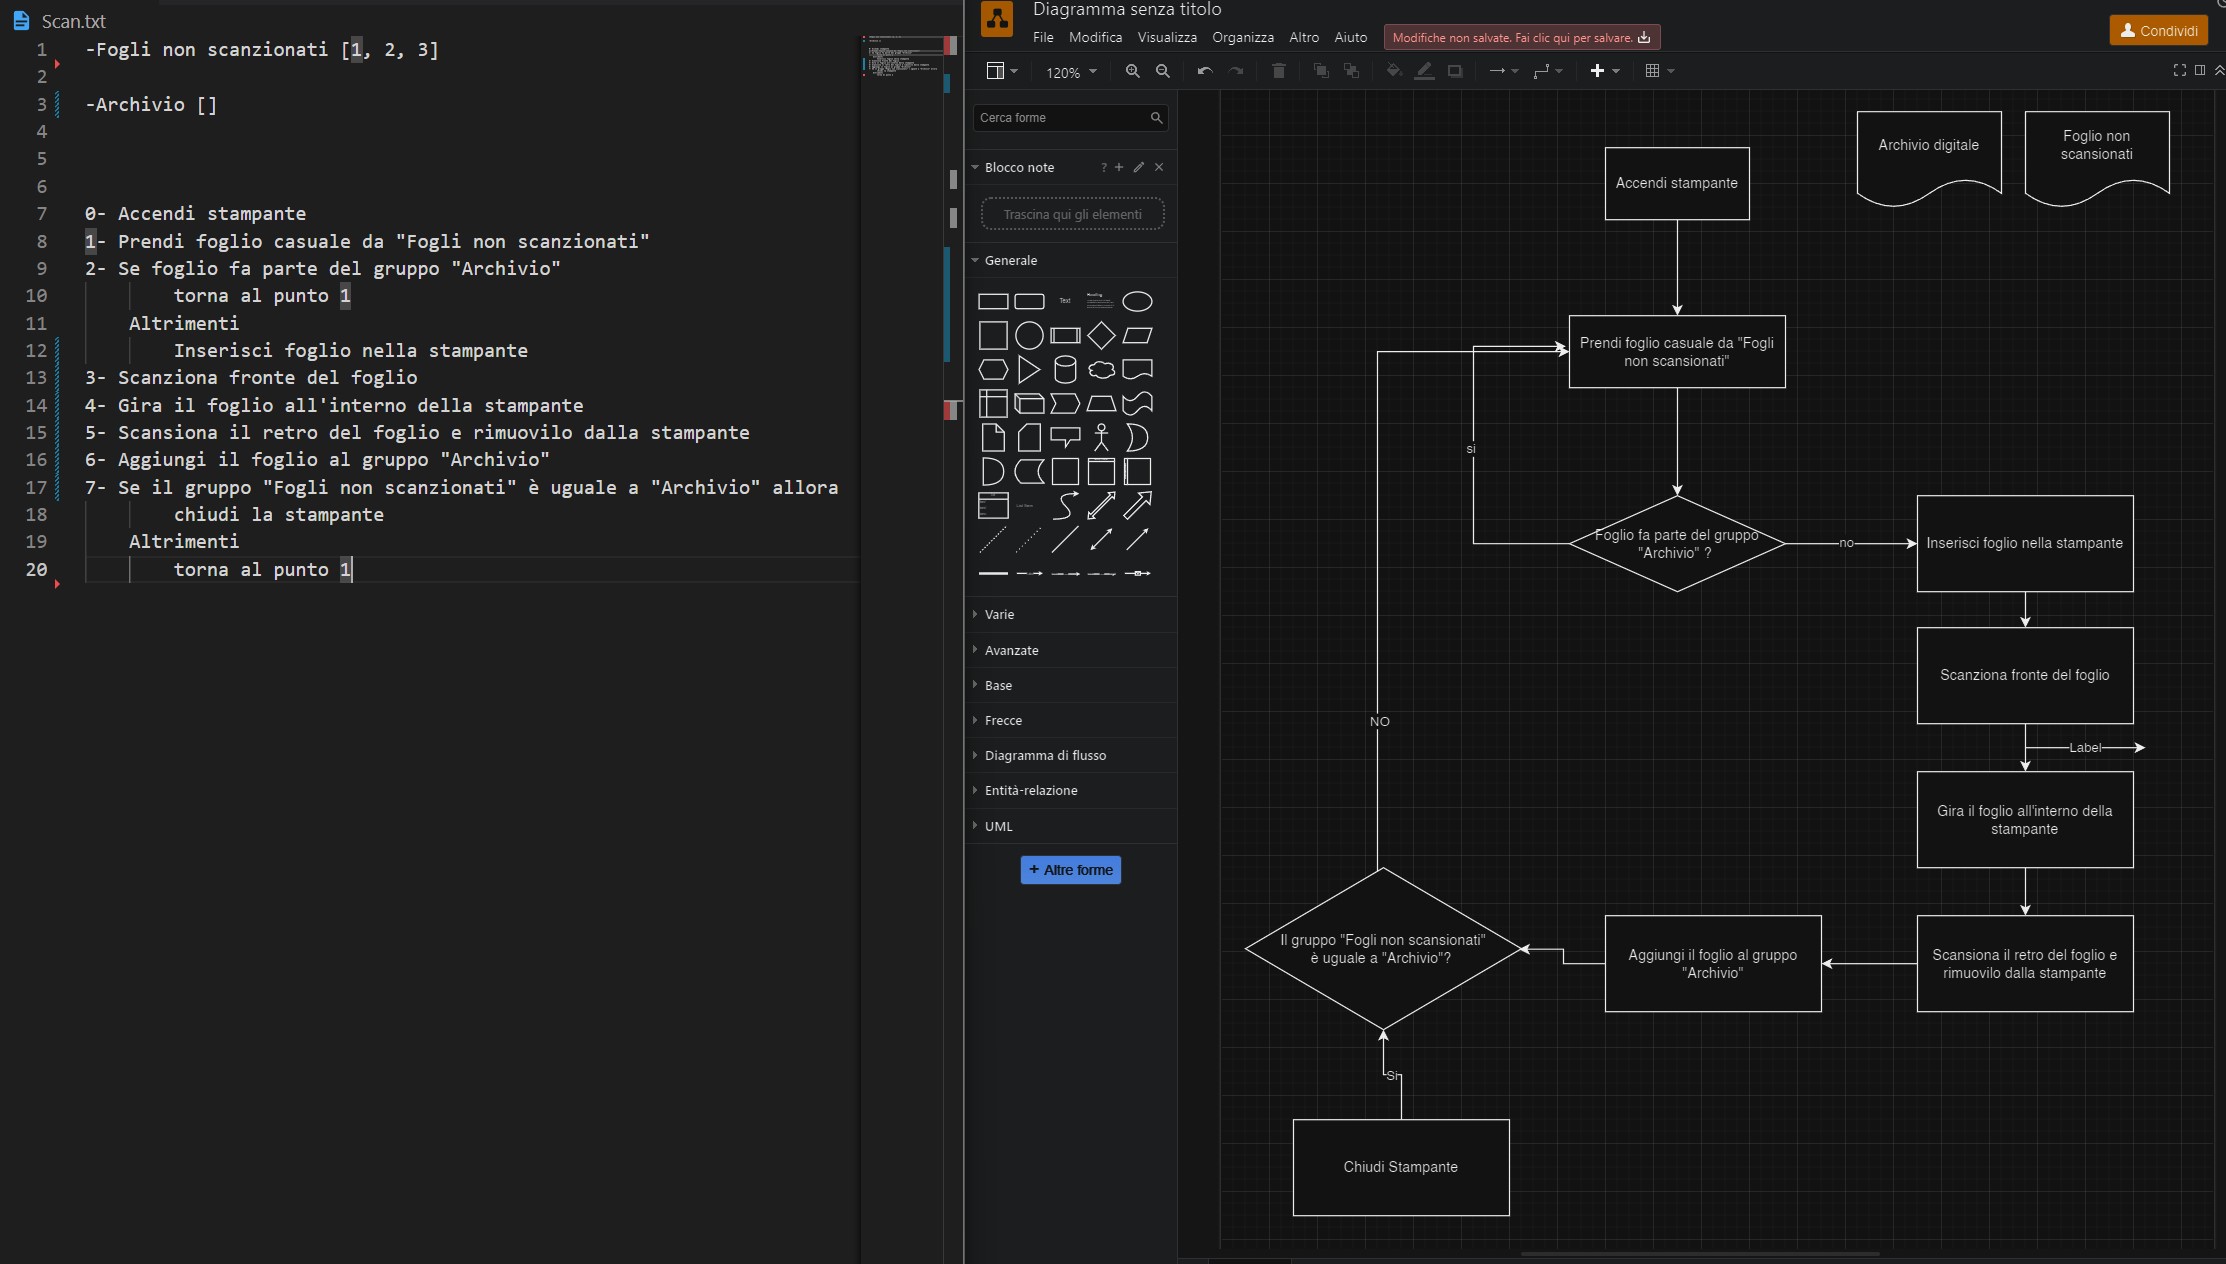 Scan.txt
1 -Fogli non scanzionati [1, 2, 3]
2
3 -Archivio []
4
5
6
7 0- Accendi stampante
8 1- Prendi foglio casuale da "Fogli non scanzionati"
9 2- Se foglio fa parte del gruppo "Archivio"
10 torna al punto 1
11 Altrimenti
12 Inserisci foglio nella stampante
13 3- Scanziona fronte del foglio
14 4- Gira il foglio all'interno della stampante
15 5- Scansiona il retro del foglio e rimuovilo dalla stampante
16 6- Aggiungi il foglio al gruppo "Archivio"
17 7- Se il gruppo "Fogli non scanzionati" è uguale a "Archivio" allora
18 chiudi la stampante
19 Altrimenti
20 torna al punto 1
Diagramma senza titolo
File Modifica Visualizza Organizza Altro Aiuto Modifiche non salvate. Fai clic qui per salvare.
Condividi
120%
Cerca forme
Blocco note ?
Trascina qui gli elementi
Generale
Text
Heading
Varie
Avanzate
Base
Frecce
Diagramma di flusso
Entità-relazione
UML
+ Altre forme
Archivio digitale
Foglio non
scansionati
Accendi stampante
Prendi foglio casuale da "Fogli
non scansionati"
si
Foglio fa parte del gruppo
"Archivio" ?
no
Inserisci foglio nella stampante
Scanziona fronte del foglio
Label
Gira il foglio all'interno della
stampante
Scansiona il retro del foglio e
rimuovilo dalla stampante
Aggiungi il foglio al gruppo
"Archivio"
Il gruppo "Fogli non scansionati"
è uguale a "Archivio"?
NO
Si
Chiudi Stampante